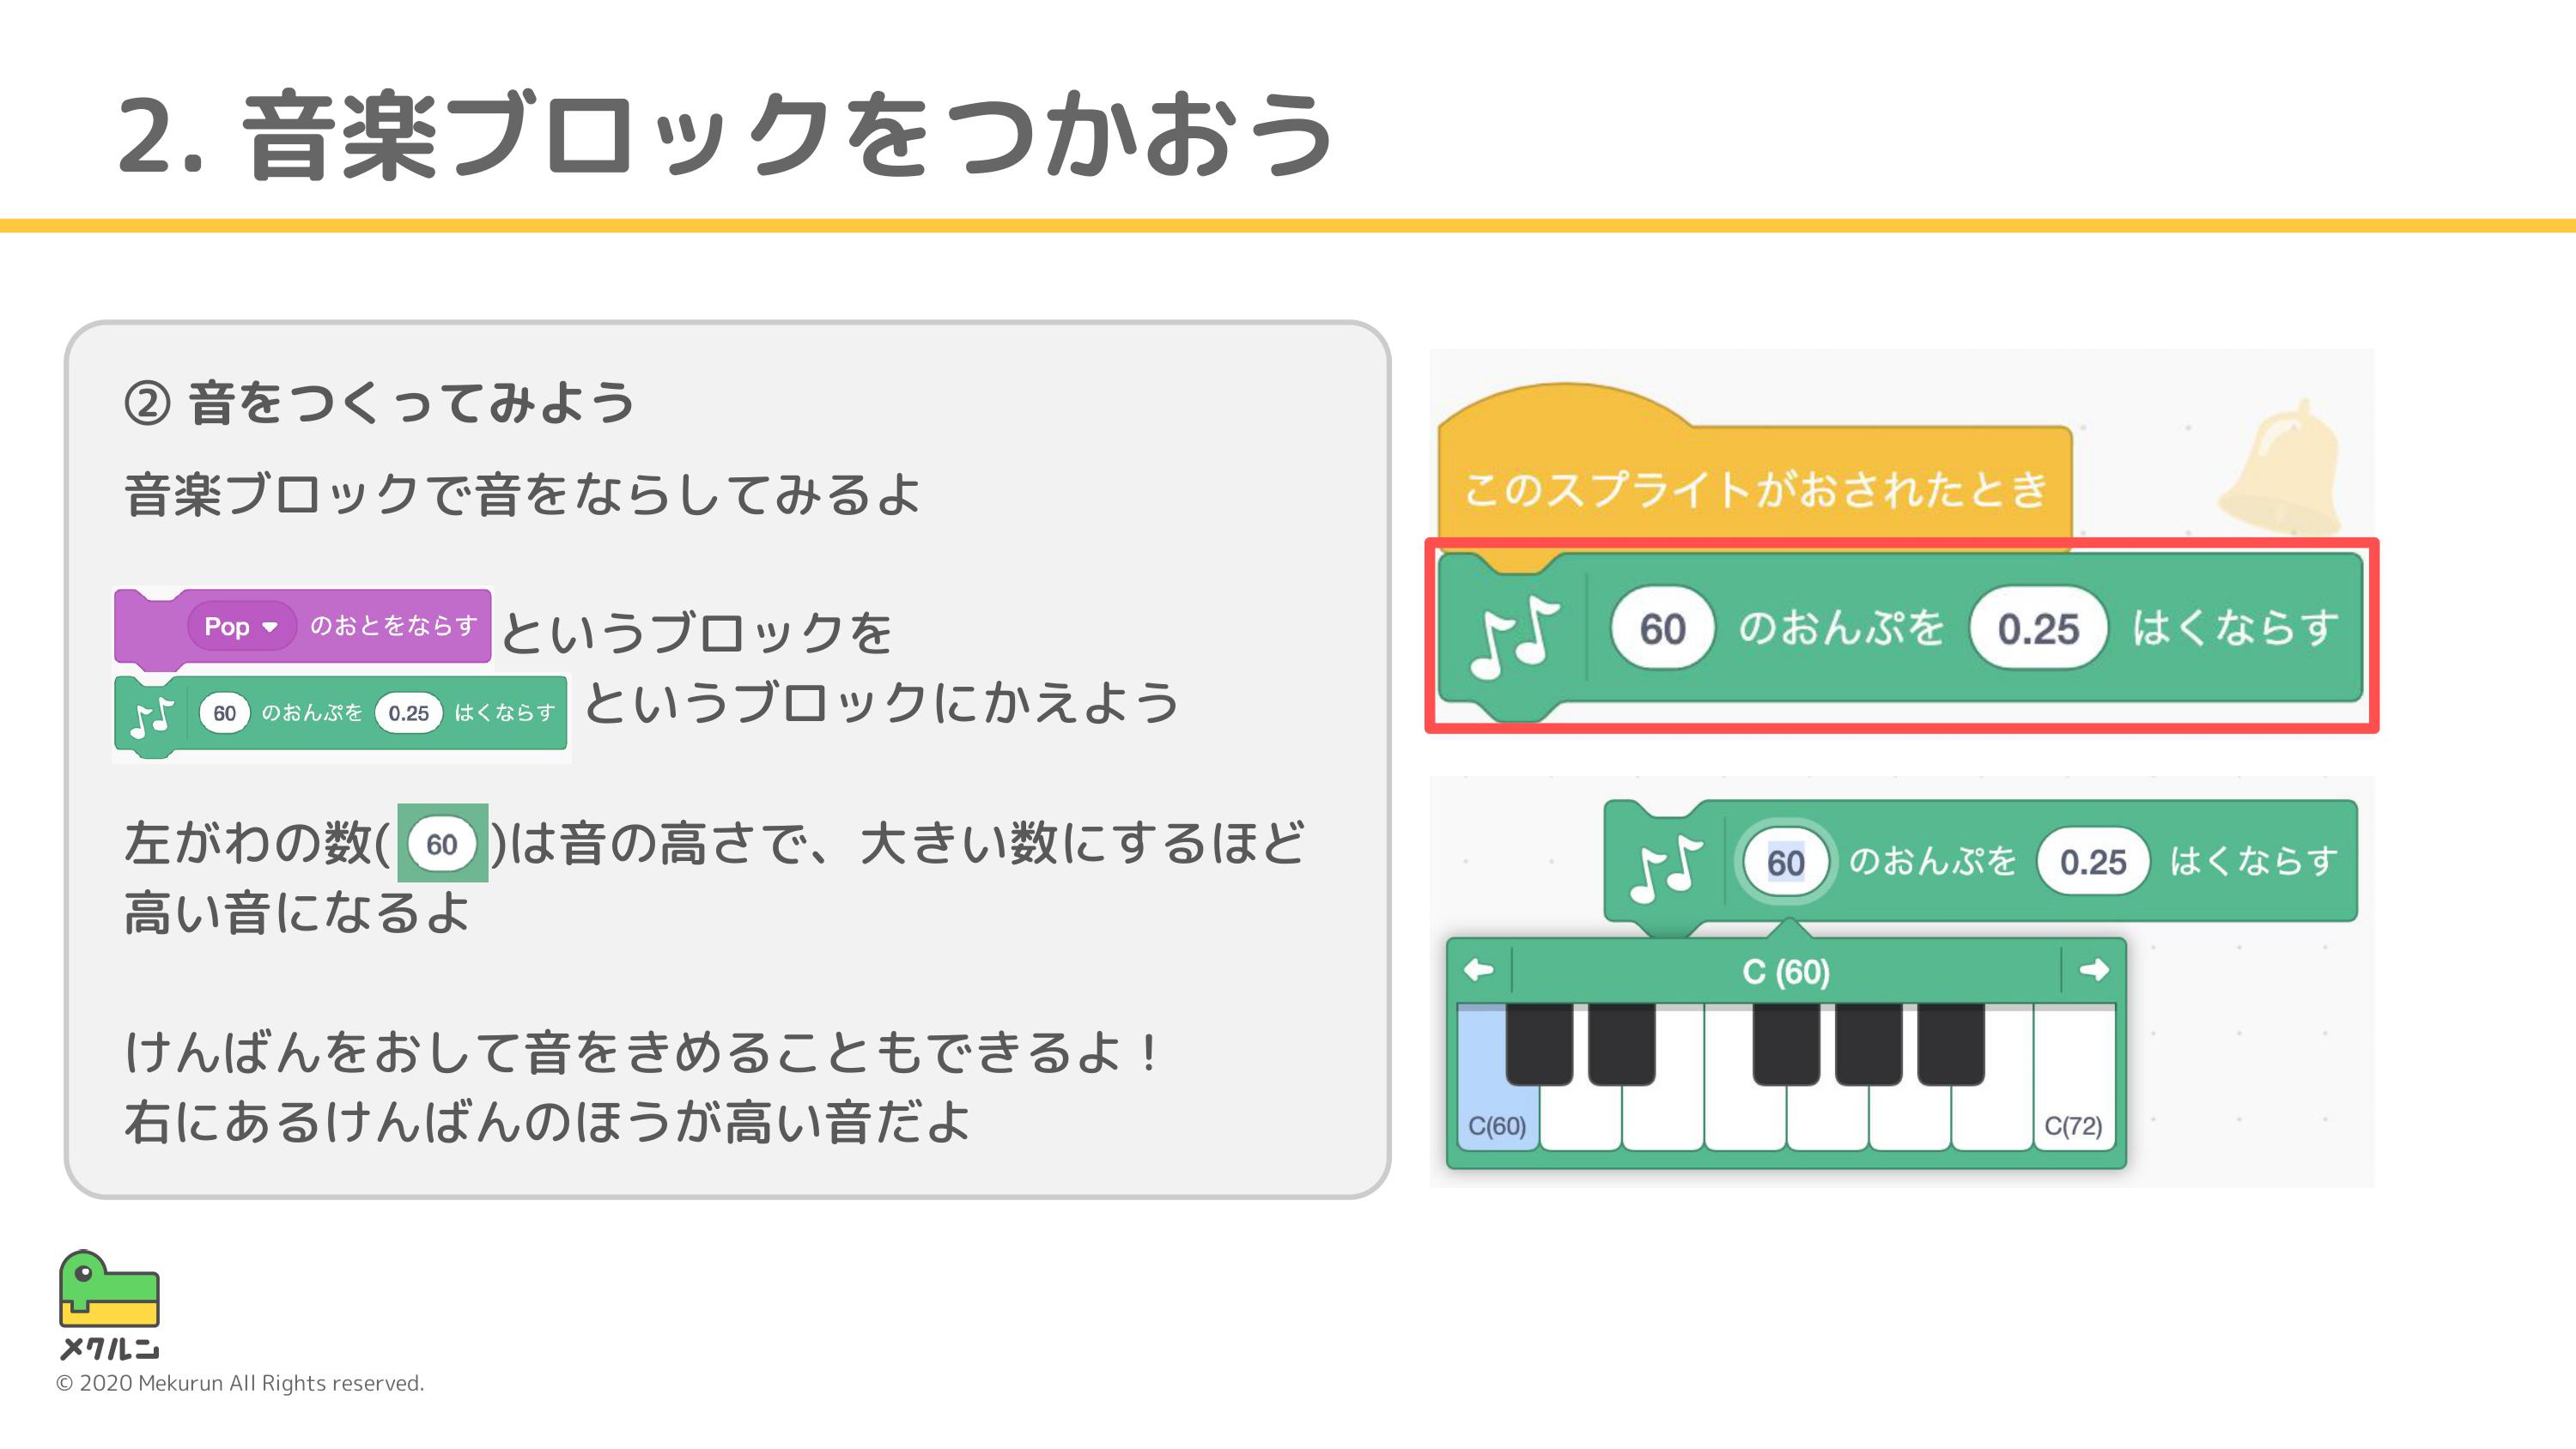 2. 音楽ブロックをつかおう
② 音をつくってみよう
音楽ブロックで音をならしてみるよ
Pop のおとをならす というブロックを
60 のおんぷを 0.25 はくならす というブロックにかえよう
左がわの数( 60 )は音の高さで、大きい数にするほど
高い音になるよ
けんばんをおして音をきめることもできるよ！
右にあるけんばんのほうが高い音だよ
このスプライトがおされたとき
60 のおんぷを 0.25 はくならす
60 のおんぷを 0.25 はくならす
C (60)
C(60) C(72)
メクルン
© 2020 Mekurun All Rights reserved.